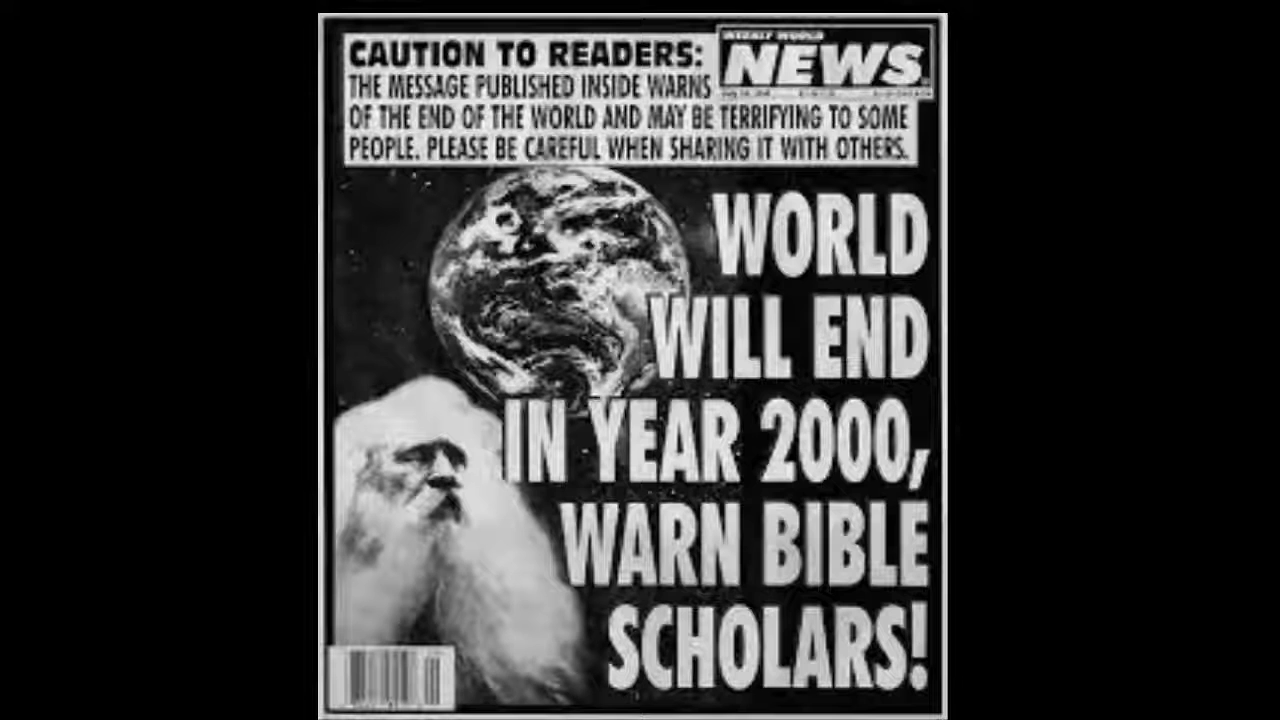 CAUTION TO READERS:
WEEKLY WORLD
NEWS
THE MESSAGE PUBLISHED INSIDE WARNS
OF THE END OF THE WORLD AND MAY BE TERRIFYING TO SOME
PEOPLE. PLEASE BE CAREFUL WHEN SHARING IT WITH OTHERS.
WORLD
WILL END
IN YEAR 2000,
WARN BIBLE
SCHOLARS!